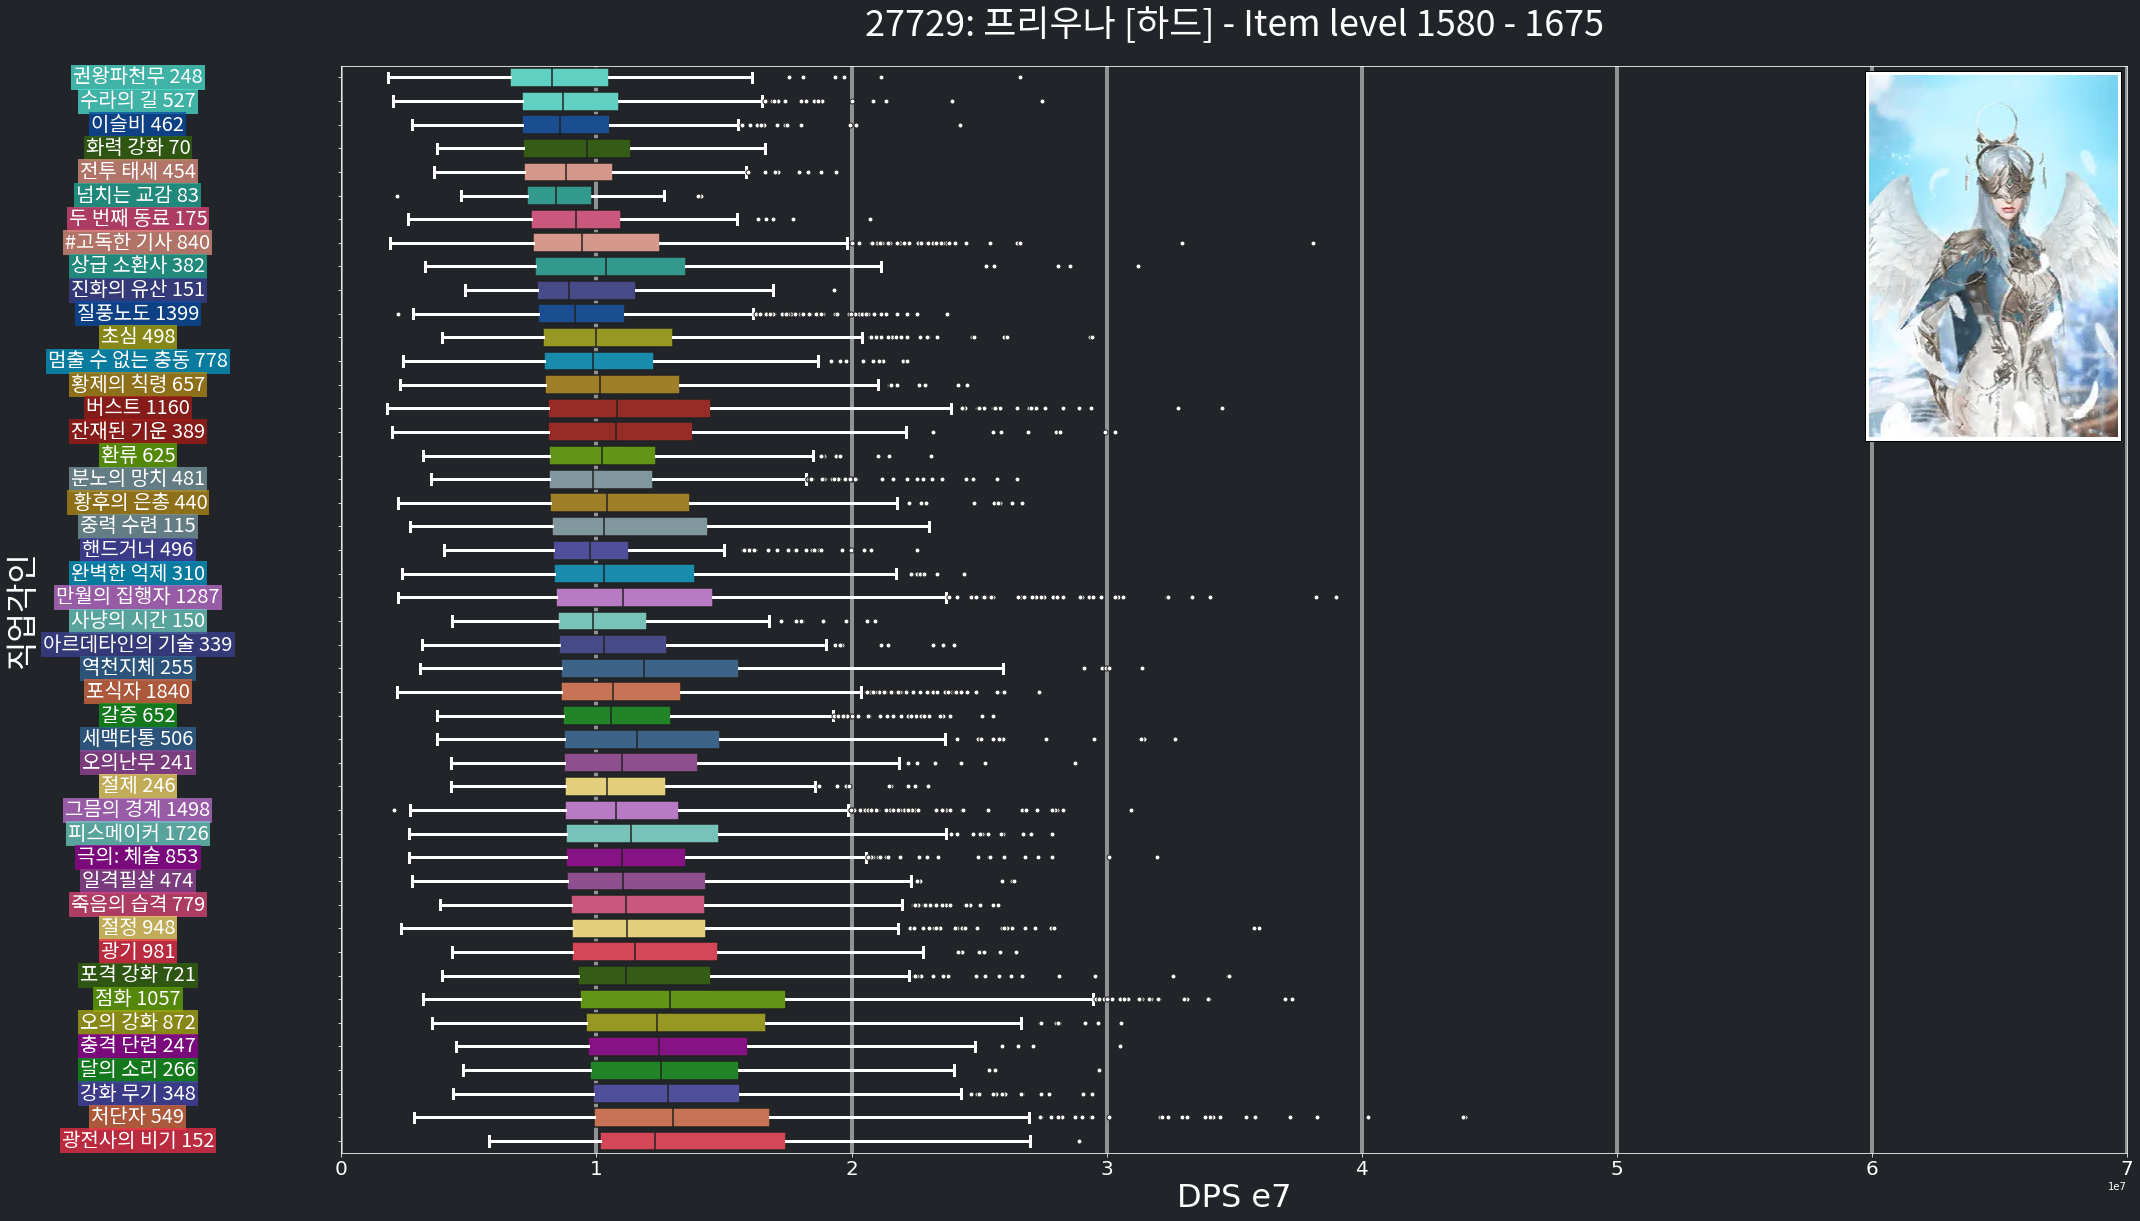 27729: 프리우나 [하드] - Item level 1580 - 1675
직업각인
권왕파천무 248
수라의 길 527
이슬비 462
화력 강화 70
전투 태세 454
넘치는 교감 83
두 번째 동료 175
#고독한 기사 840
상급 소환사 382
진화의 유산 151
질풍노도 1399
초심 498
멈출 수 없는 충동 778
황제의 칙령 657
버스트 1160
잔재된 기운 389
환류 625
분노의 망치 481
황후의 은총 440
중력 수련 115
핸드거너 496
완벽한 억제 310
만월의 집행자 1287
사냥의 시간 150
아르데타인의 기술 339
역천지체 255
포식자 1840
갈증 652
세맥타통 506
오의난무 241
절제 246
그믐의 경계 1498
피스메이커 1726
극의: 체술 853
일격필살 474
죽음의 습격 779
절정 948
광기 981
포격 강화 721
점화 1057
오의 강화 872
충격 단련 247
달의 소리 266
강화 무기 348
처단자 549
광전사의 비기 152
0 1 2 3 4 5 6 7
1e7
DPS e7